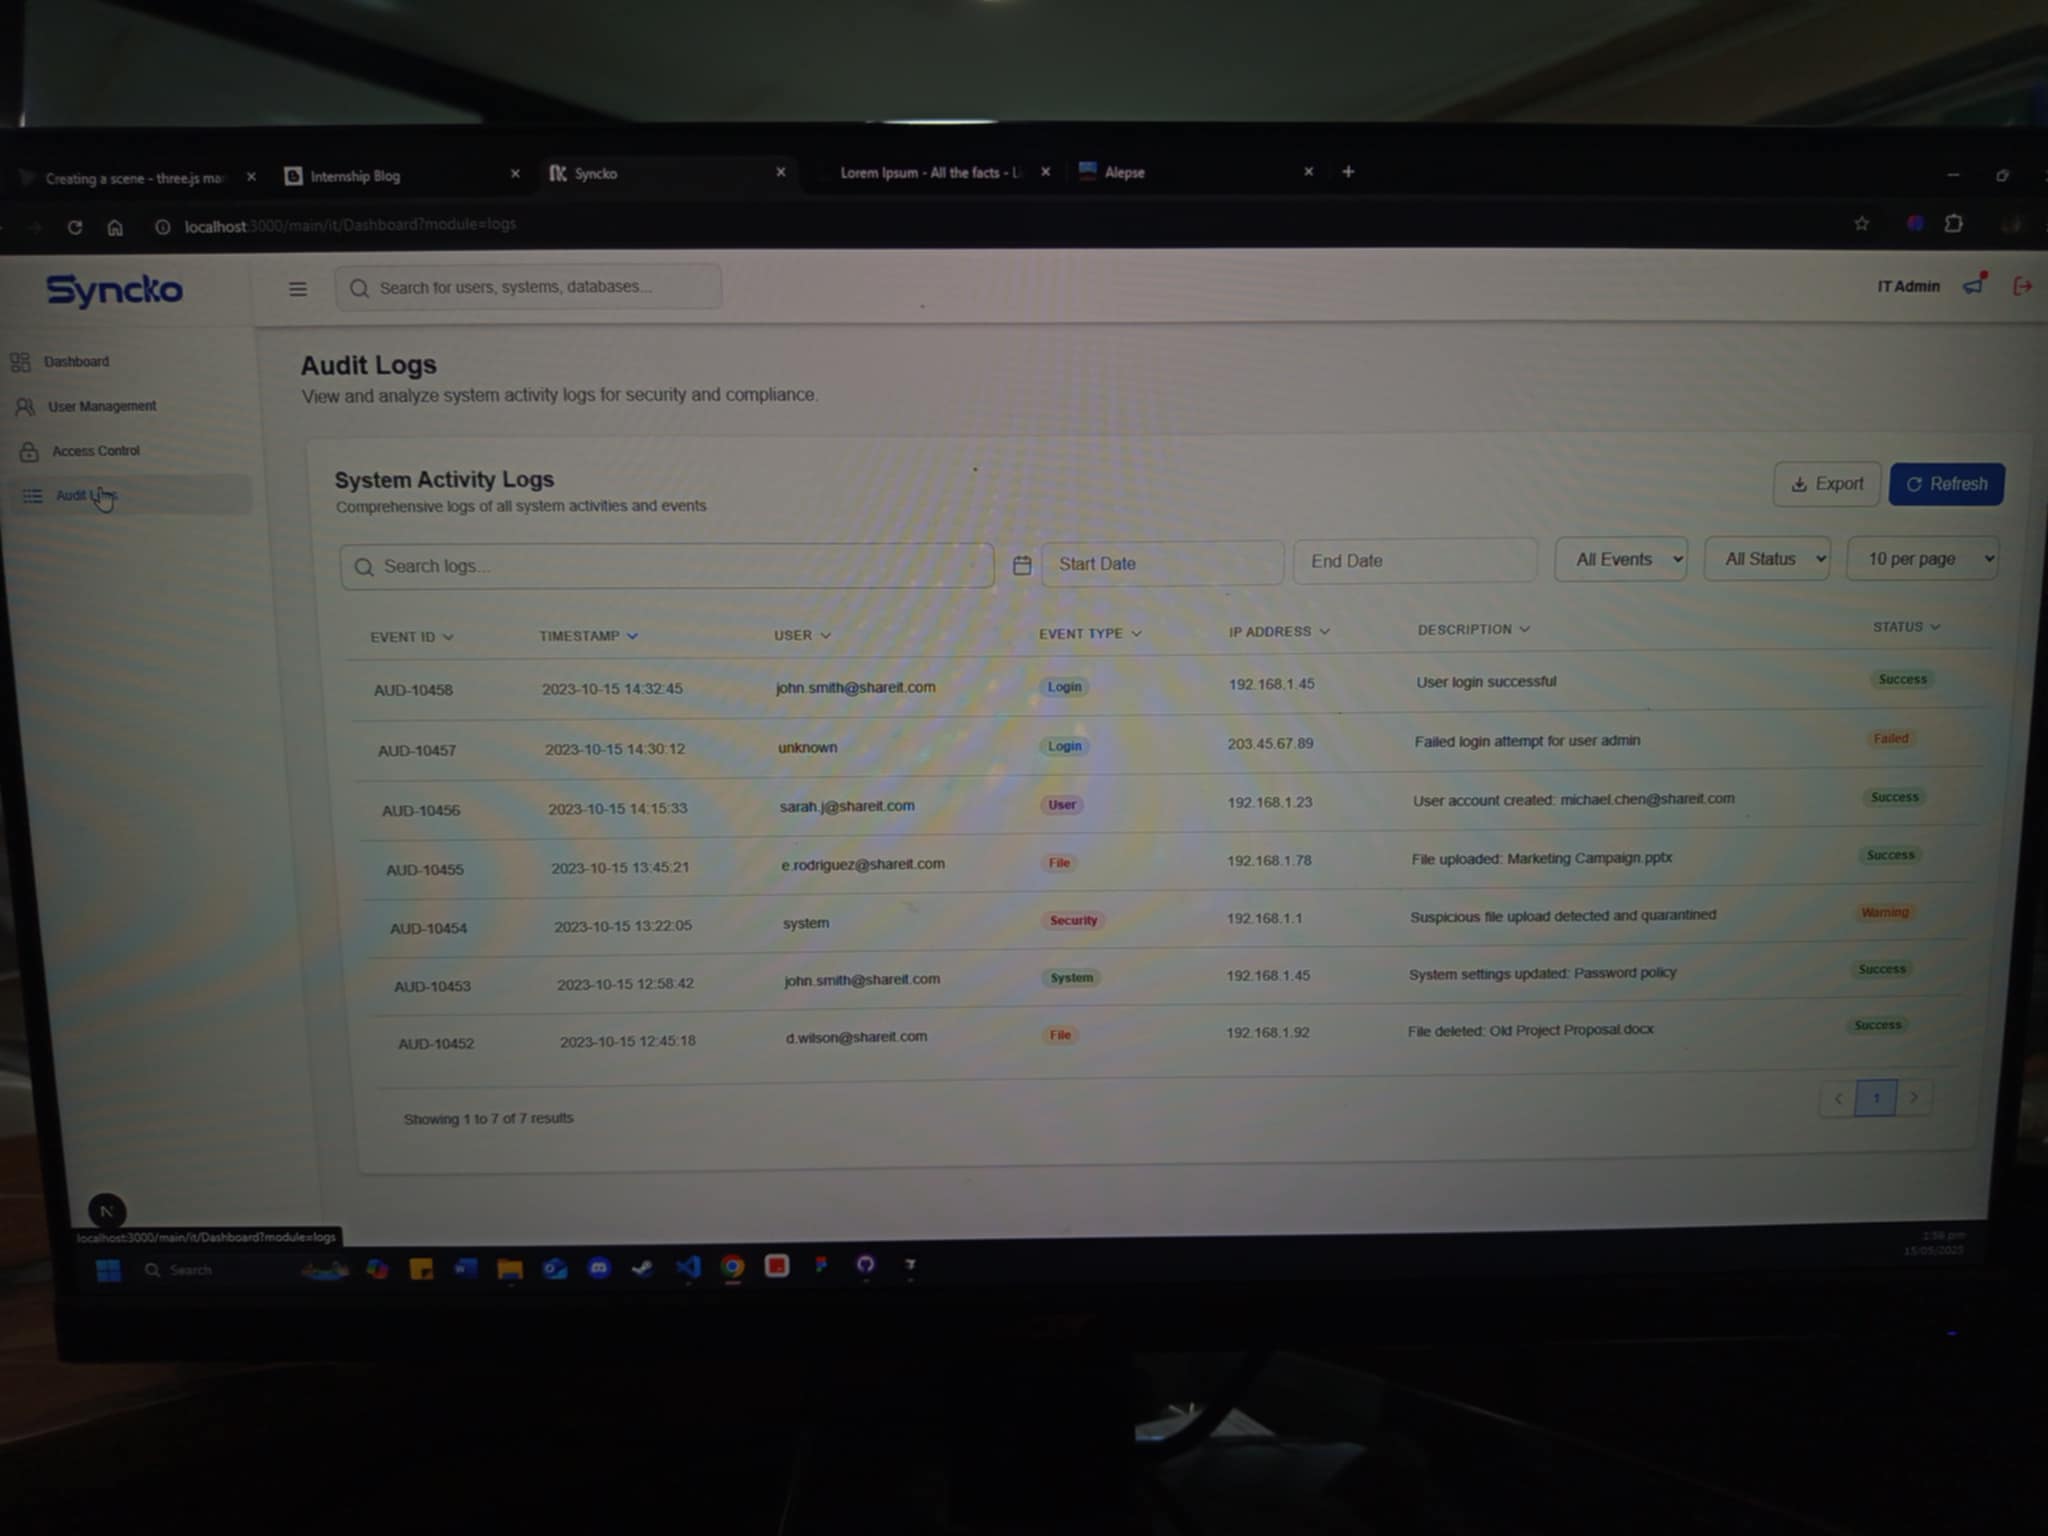 Creating a scene - three.js ma
Internship Blog
Syncko
Lorem Ipsum - All the facts - L
Alepse
localhost:3000/main/it/Dashboard?module=logs
Syncko
Search for users, systems, databases...
IT Admin
Dashboard
User Management
Access Control
Audit Logs
Audit Logs
View and analyze system activity logs for security and compliance.
System Activity Logs
Comprehensive logs of all system activities and events
Export
Refresh
Search logs...
Start Date
End Date
All Events
All Status
10 per page
EVENT ID TIMESTAMP USER EVENT TYPE IP ADDRESS DESCRIPTION STATUS
AUD-10458 2023-10-15 14:32:45 john.smith@shareit.com Login 192.168.1.45 User login successful Success
AUD-10457 2023-10-15 14:30:12 unknown Login 203.45.67.89 Failed login attempt for user admin Failed
AUD-10456 2023-10-15 14:15:33 sarah.j@shareit.com User 192.168.1.23 User account created: michael.chen@shareit.com Success
AUD-10455 2023-10-15 13:45:21 e.rodriguez@shareit.com File 192.168.1.78 File uploaded: Marketing Campaign.pptx Success
AUD-10454 2023-10-15 13:22:05 system Security 192.168.1.1 Suspicious file upload detected and quarantined Warning
AUD-10453 2023-10-15 12:58:42 john.smith@shareit.com System 192.168.1.45 System settings updated: Password policy Success
AUD-10452 2023-10-15 12:45:18 d.wilson@shareit.com File 192.168.1.92 File deleted: Old Project Proposal.docx Success
Showing 1 to 7 of 7 results
1
N
localhost:3000/main/it/Dashboard?module=logs
Search
15/05/2025